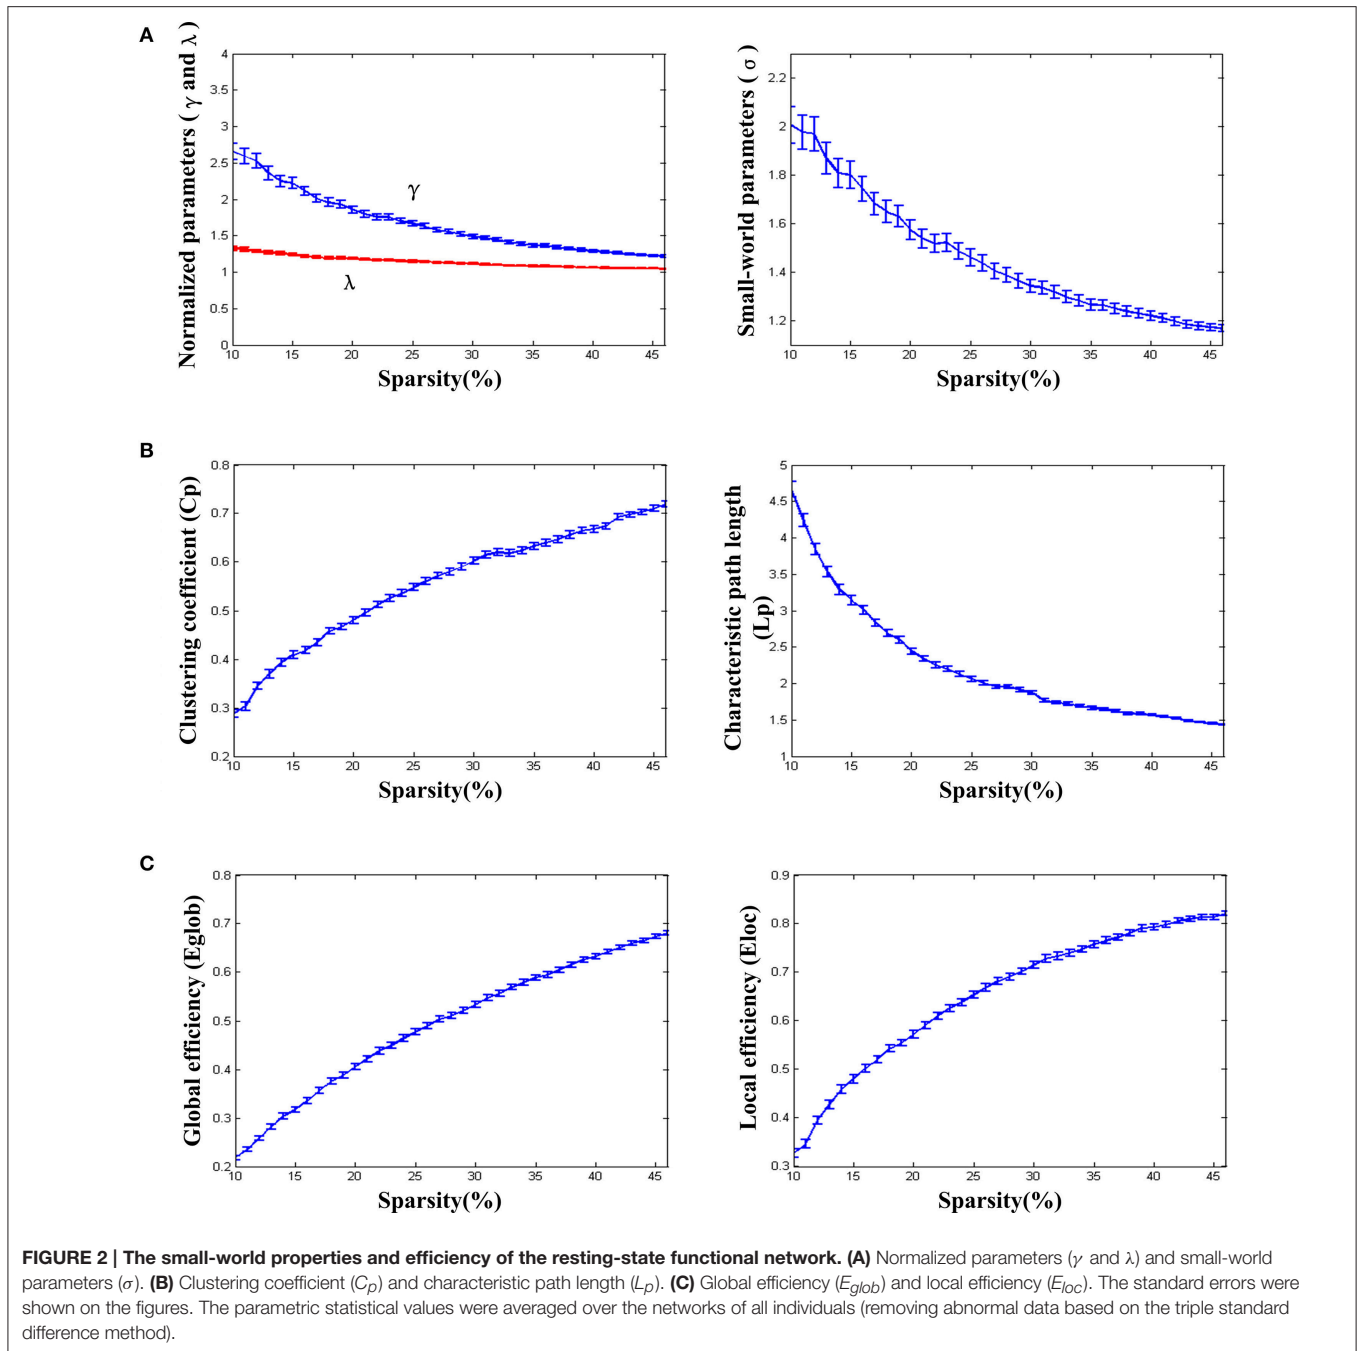 A
Normalized parameters ( γ and λ)
4
3.5
3
2.5
2
1.5
1
0.5
0
γ
λ
10 15 20 25 30 35 40 45
Sparsity(%)
Small-world parameters ( σ )
2.2
2
1.8
1.6
1.4
1.2
10 15 20 25 30 35 40 45
Sparsity(%)
B
Clustering coefficient (Cp)
0.8
0.7
0.6
0.5
0.4
0.3
0.2
10 15 20 25 30 35 40 45
Sparsity(%)
Characteristic path length
(Lp)
5
4.5
4
3.5
3
2.5
2
1.5
1
10 15 20 25 30 35 40 45
Sparsity(%)
C
Global efficiency (Eglob)
0.8
0.7
0.6
0.5
0.4
0.3
0.2
10 15 20 25 30 35 40 45
Sparsity(%)
Local efficiency (Eloc)
0.9
0.8
0.7
0.6
0.5
0.4
0.3
10 15 20 25 30 35 40 45
Sparsity(%)
FIGURE 2 | The small-world properties and efficiency of the resting-state functional network. (A) Normalized parameters (γ and λ) and small-world
parameters (σ). (B) Clustering coefficient (Cp) and characteristic path length (Lp). (C) Global efficiency (Eglob) and local efficiency (Eloc). The standard errors were
shown on the figures. The parametric statistical values were averaged over the networks of all individuals (removing abnormal data based on the triple standard
difference method).